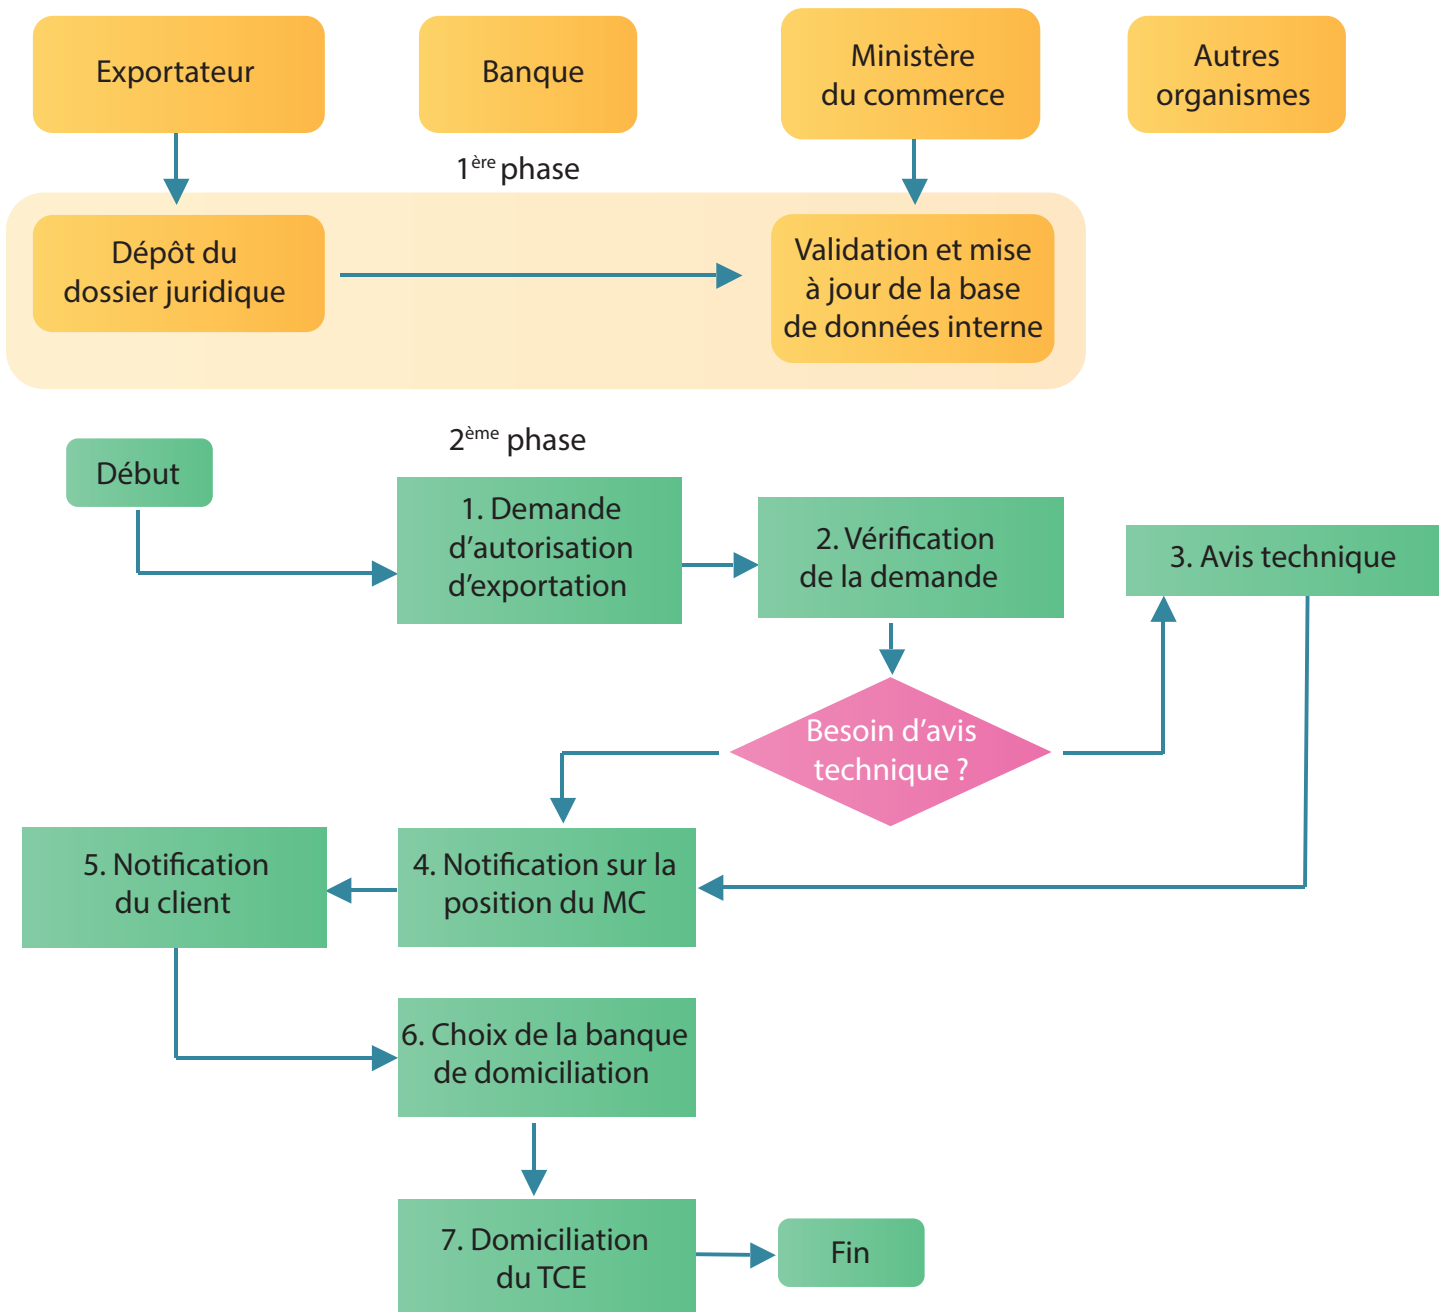 Exportateur
Banque
Ministère
du commerce
Autres
organismes
1ère phase
Dépôt du
dossier juridique
Validation et mise
à jour de la base
de données interne
2ème phase
Début
1. Demande
d'autorisation
d'exportation
2. Vérification
de la demande
3. Avis technique
Besoin d'avis
technique ?
4. Notification sur la
position du MC
5. Notification
du client
6. Choix de la banque
de domiciliation
7. Domiciliation
du TCE
Fin